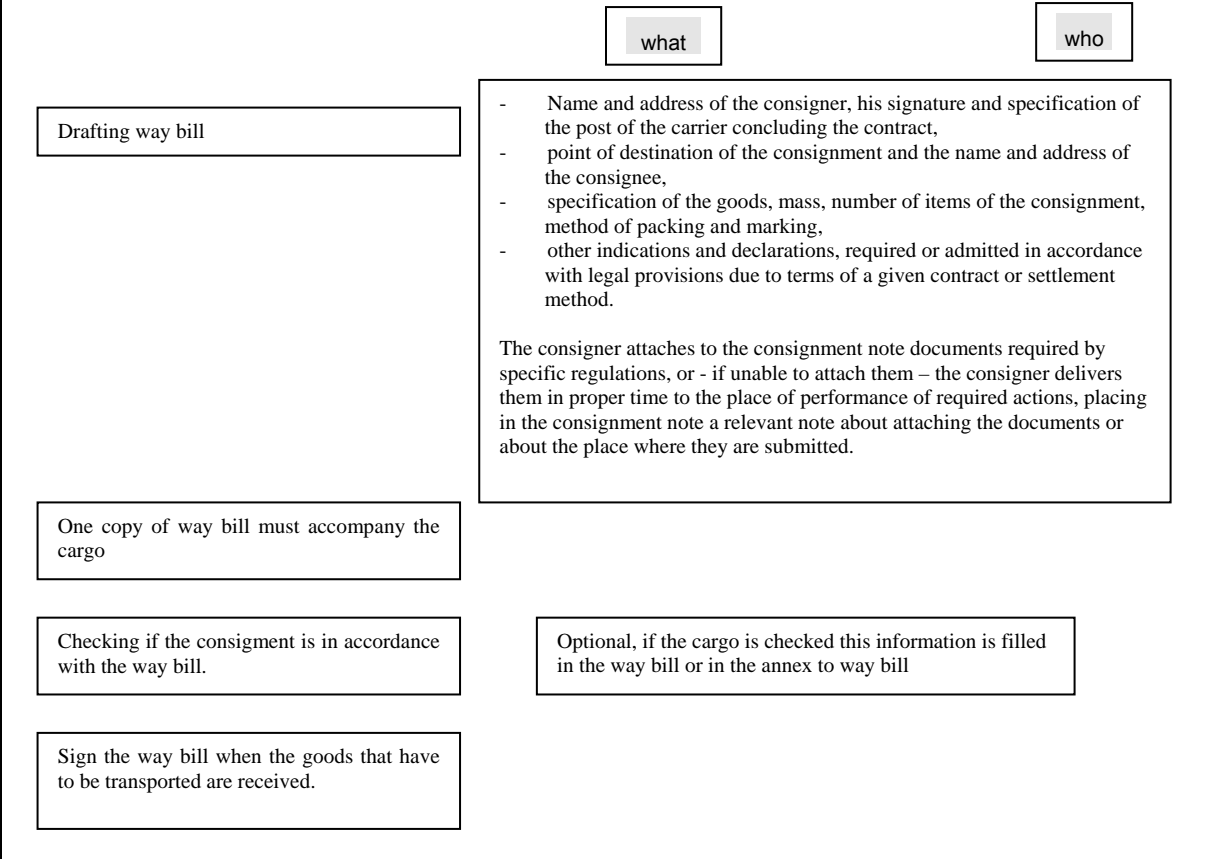 what
who
Drafting way bill
- Name and address of the consigner, his signature and specification of
the post of the carrier concluding the contract,
- point of destination of the consignment and the name and address of
the consignee,
- specification of the goods, mass, number of items of the consignment,
method of packing and marking,
- other indications and declarations, required or admitted in accordance
with legal provisions due to terms of a given contract or settlement
method.
The consigner attaches to the consignment note documents required by
specific regulations, or - if unable to attach them – the consigner delivers
them in proper time to the place of performance of required actions, placing
in the consignment note a relevant note about attaching the documents or
about the place where they are submitted.
One copy of way bill must accompany the
cargo
Checking if the consigment is in accordance
with the way bill.
Optional, if the cargo is checked this information is filled
in the way bill or in the annex to way bill
Sign the way bill when the goods that have
to be transported are received.